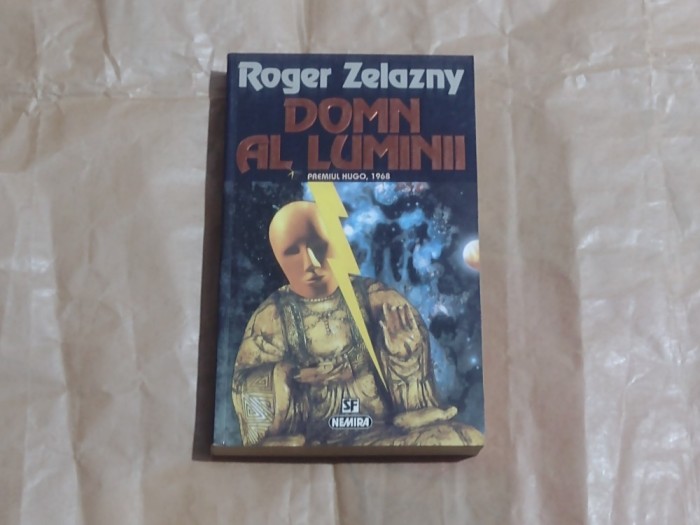 Roger Zelazny
DOMN
AL LUMINII
PREMIUL HUGO, 1968
SF
NEMIRA